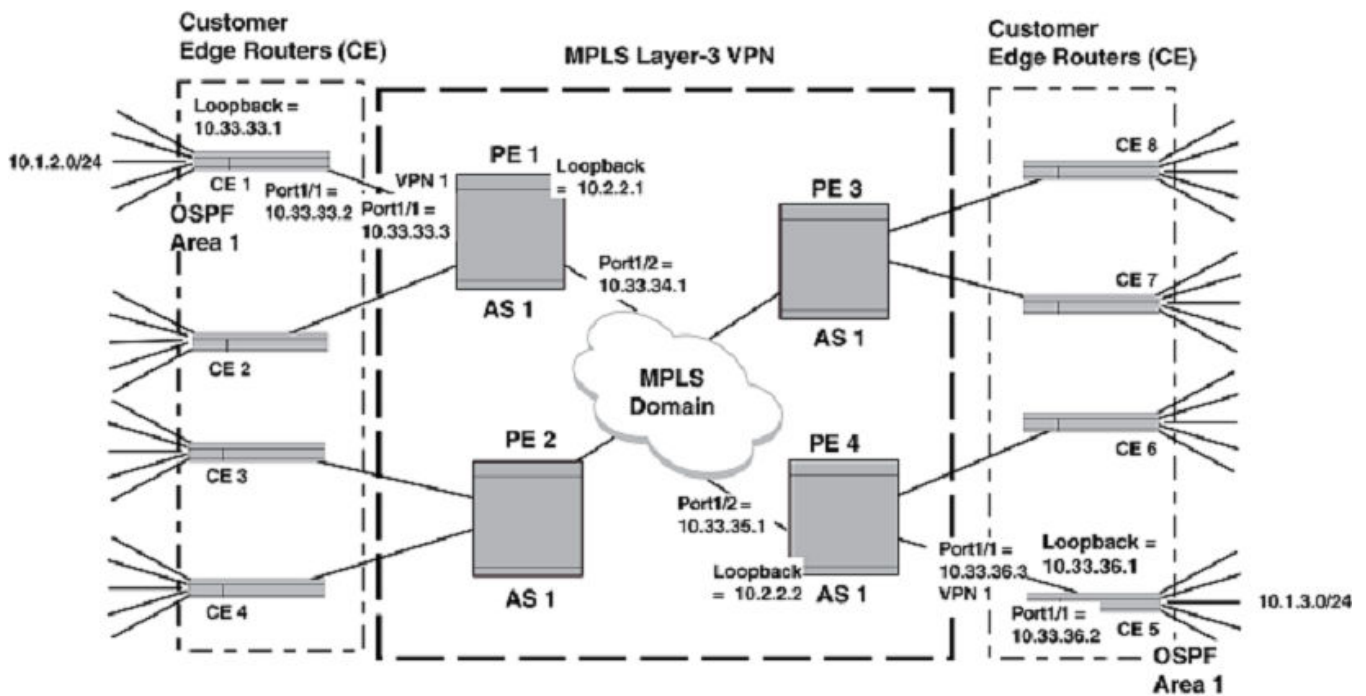 Customer
Edge Routers (CE)
MPLS Layer-3 VPN
Customer
Edge Routers (CE)
Loopback =
10.33.33.1
10.1.2.0/24
CE 1
Port1/1 =
10.33.33.2
OSPF
Area 1
VPN 1
Port1/1 =
10.33.33.3
PE 1
Loopback
= 10.2.2.1
AS 1
Port1/2 =
10.33.34.1
PE 3
AS 1
CE 8
CE 7
CE 2
MPLS
Domain
CE 3
PE 2
AS 1
CE 4
PE 4
AS 1
Port1/2 =
10.33.35.1
Loopback
= 10.2.2.2
CE 6
Port1/1 =
10.33.36.3
VPN 1
Loopback =
10.33.36.1
Port1/1 =
10.33.36.2
CE 5
10.1.3.0/24
OSPF
Area 1